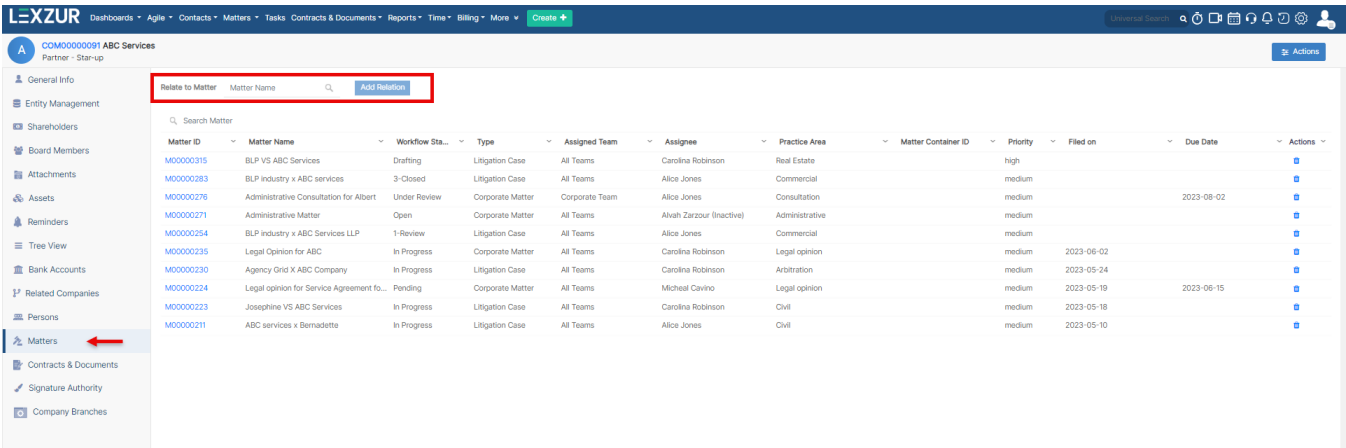 LEXZUR Dashboards Agile Contacts Matters Tasks Contracts & Documents Reports Time Billing More Create + Universal Search
A COM00000091 ABC Services
Partner - Start-up
Actions
General Info
Entity Management
Shareholders
Board Members
Attachments
Assets
Reminders
Tree View
Bank Accounts
Related Companies
Persons
Matters
Contracts & Documents
Signature Authority
Company Branches
Relate to Matter Matter Name Add Relation
Search Matter
Matter ID Matter Name Workflow Sta... Type Assigned Team Assignee Practice Area Matter Container ID Priority Filed on Due Date Actions
M00000315 BLP VS ABC Services Drafting Litigation Case All Teams Carolina Robinson Real Estate high
M00000283 BLP industry x ABC services 3-Closed Litigation Case All Teams Alice Jones Commercial medium
M00000276 Administrative Consultation for Albert Under Review Corporate Matter Corporate Team Alice Jones Consultation medium 2023-08-02
M00000271 Administrative Matter Open Corporate Matter All Teams Alvah Zarzour (Inactive) Administrative medium
M00000254 BLP industry x ABC Services LLP 1-Review Litigation Case All Teams Alice Jones Commercial medium
M00000235 Legal Opinion for ABC In Progress Corporate Matter All Teams Carolina Robinson Legal opinion medium 2023-06-02
M00000230 Agency Grid X ABC Company In Progress Litigation Case All Teams Carolina Robinson Arbitration medium 2023-05-24
M00000224 Legal opinion for Service Agreement fo... Pending Corporate Matter All Teams Micheal Cavino Legal opinion medium 2023-05-19 2023-06-15
M00000223 Josephine VS ABC Services In Progress Litigation Case All Teams Carolina Robinson Civil medium 2023-05-18
M00000211 ABC services x Bernadette In Progress Litigation Case All Teams Alice Jones Civil medium 2023-05-10